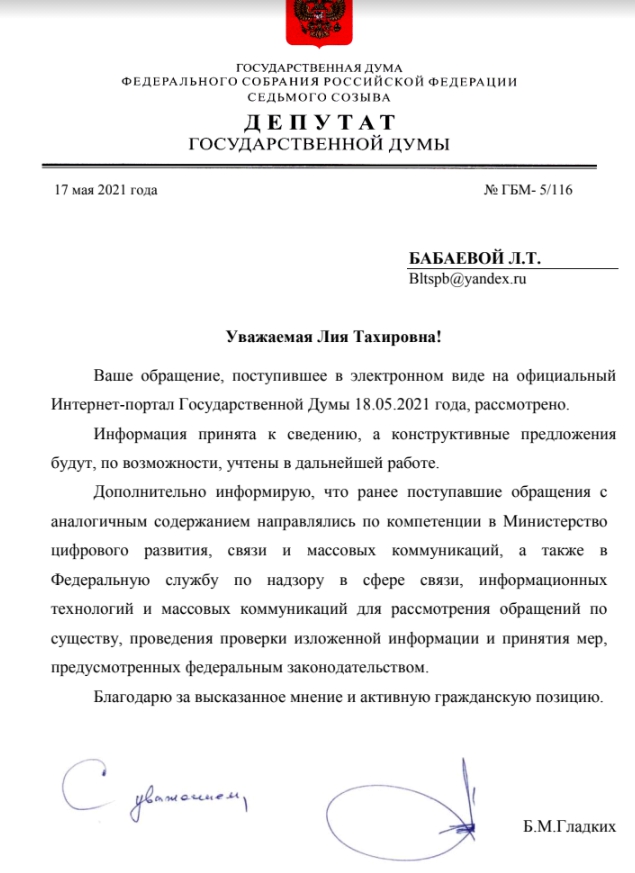 ГОСУДАРСТВЕННАЯ ДУМА
ФЕДЕРАЛЬНОГО СОБРАНИЯ РОССИЙСКОЙ ФЕДЕРАЦИИ
СЕДЬМОГО СОЗЫВА
ДЕПУТАТ
ГОСУДАРСТВЕННОЙ ДУМЫ
17 мая 2021 года № ГБМ- 5/116
БАБАЕВОЙ Л.Т.
Bltspb@yandex.ru
Уважаемая Лия Тахировна!
Ваше обращение, поступившее в электронном виде на официальный
Интернет-портал Государственной Думы 18.05.2021 года, рассмотрено.
Информация принята к сведению, а конструктивные предложения
будут, по возможности, учтены в дальнейшей работе.
Дополнительно информирую, что ранее поступавшие обращения с
аналогичным содержанием направлялись по компетенции в Министерство
цифрового развития, связи и массовых коммуникаций, а также в
Федеральную службу по надзору в сфере связи, информационных
технологий и массовых коммуникаций для рассмотрения обращений по
существу, проведения проверки изложенной информации и принятия мер,
предусмотренных федеральным законодательством.
Благодарю за высказанное мнение и активную гражданскую позицию.
С уважением,
Б.М.Гладких